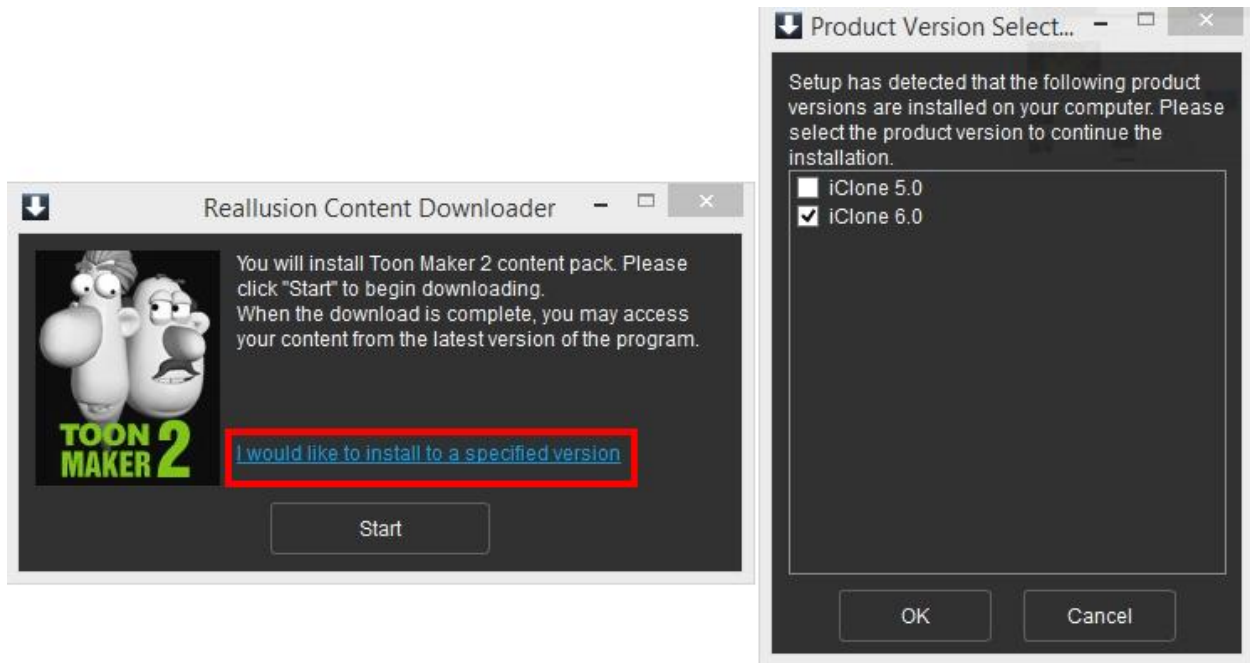 Reallusion Content Downloader
You will install Toon Maker 2 content pack. Please
click "Start" to begin downloading.
When the download is complete, you may access
your content from the latest version of the program.
TOON
MAKER 2
I would like to install to a specified version
Start
Product Version Select...
Setup has detected that the following product
versions are installed on your computer. Please
select the product version to continue the
installation.
iClone 5.0
iClone 6.0
OK
Cancel